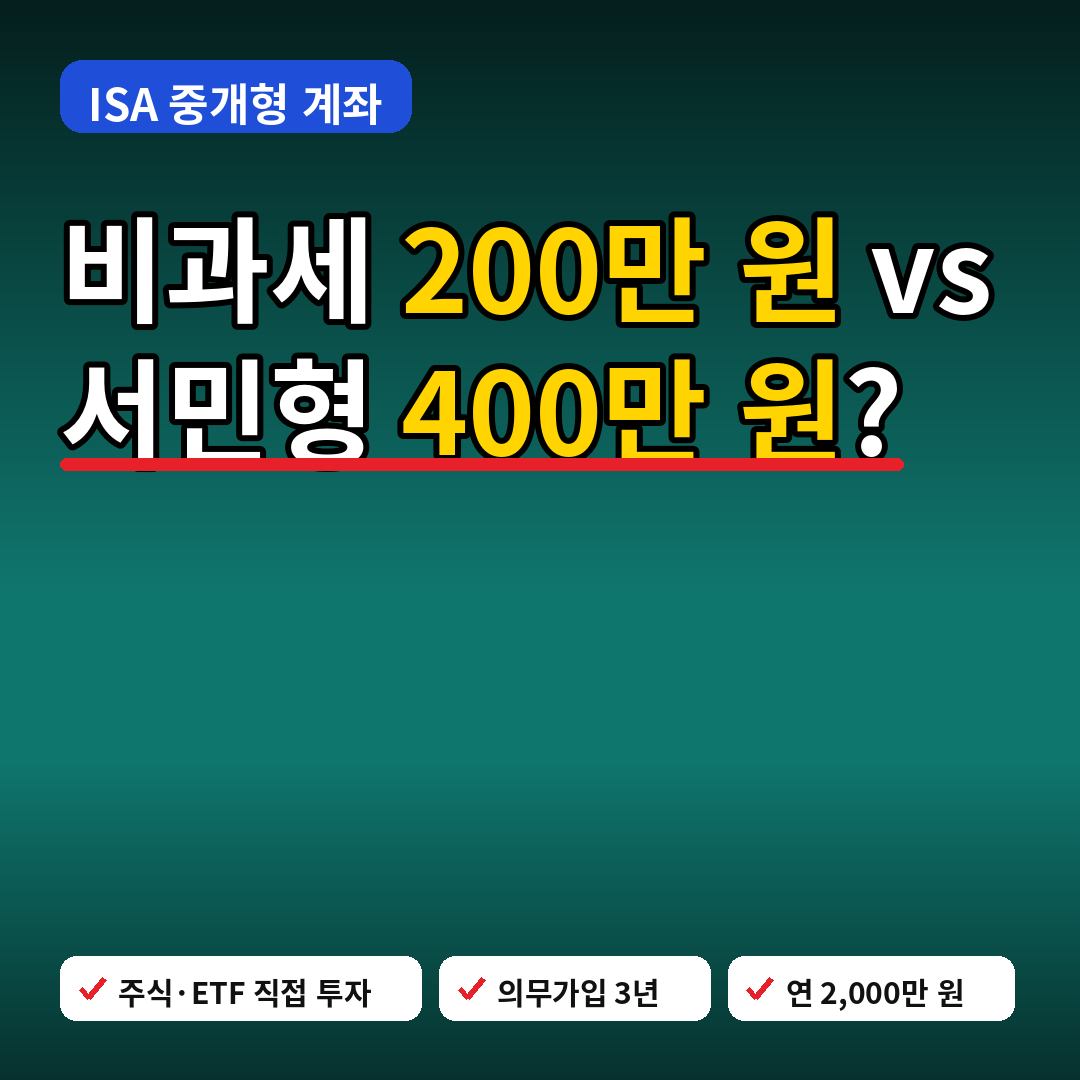 ISA 중개형 계좌
비과세 200만 원 vs
서민형 400만 원?
주식·ETF 직접 투자
의무가입 3년
연 2,000만 원